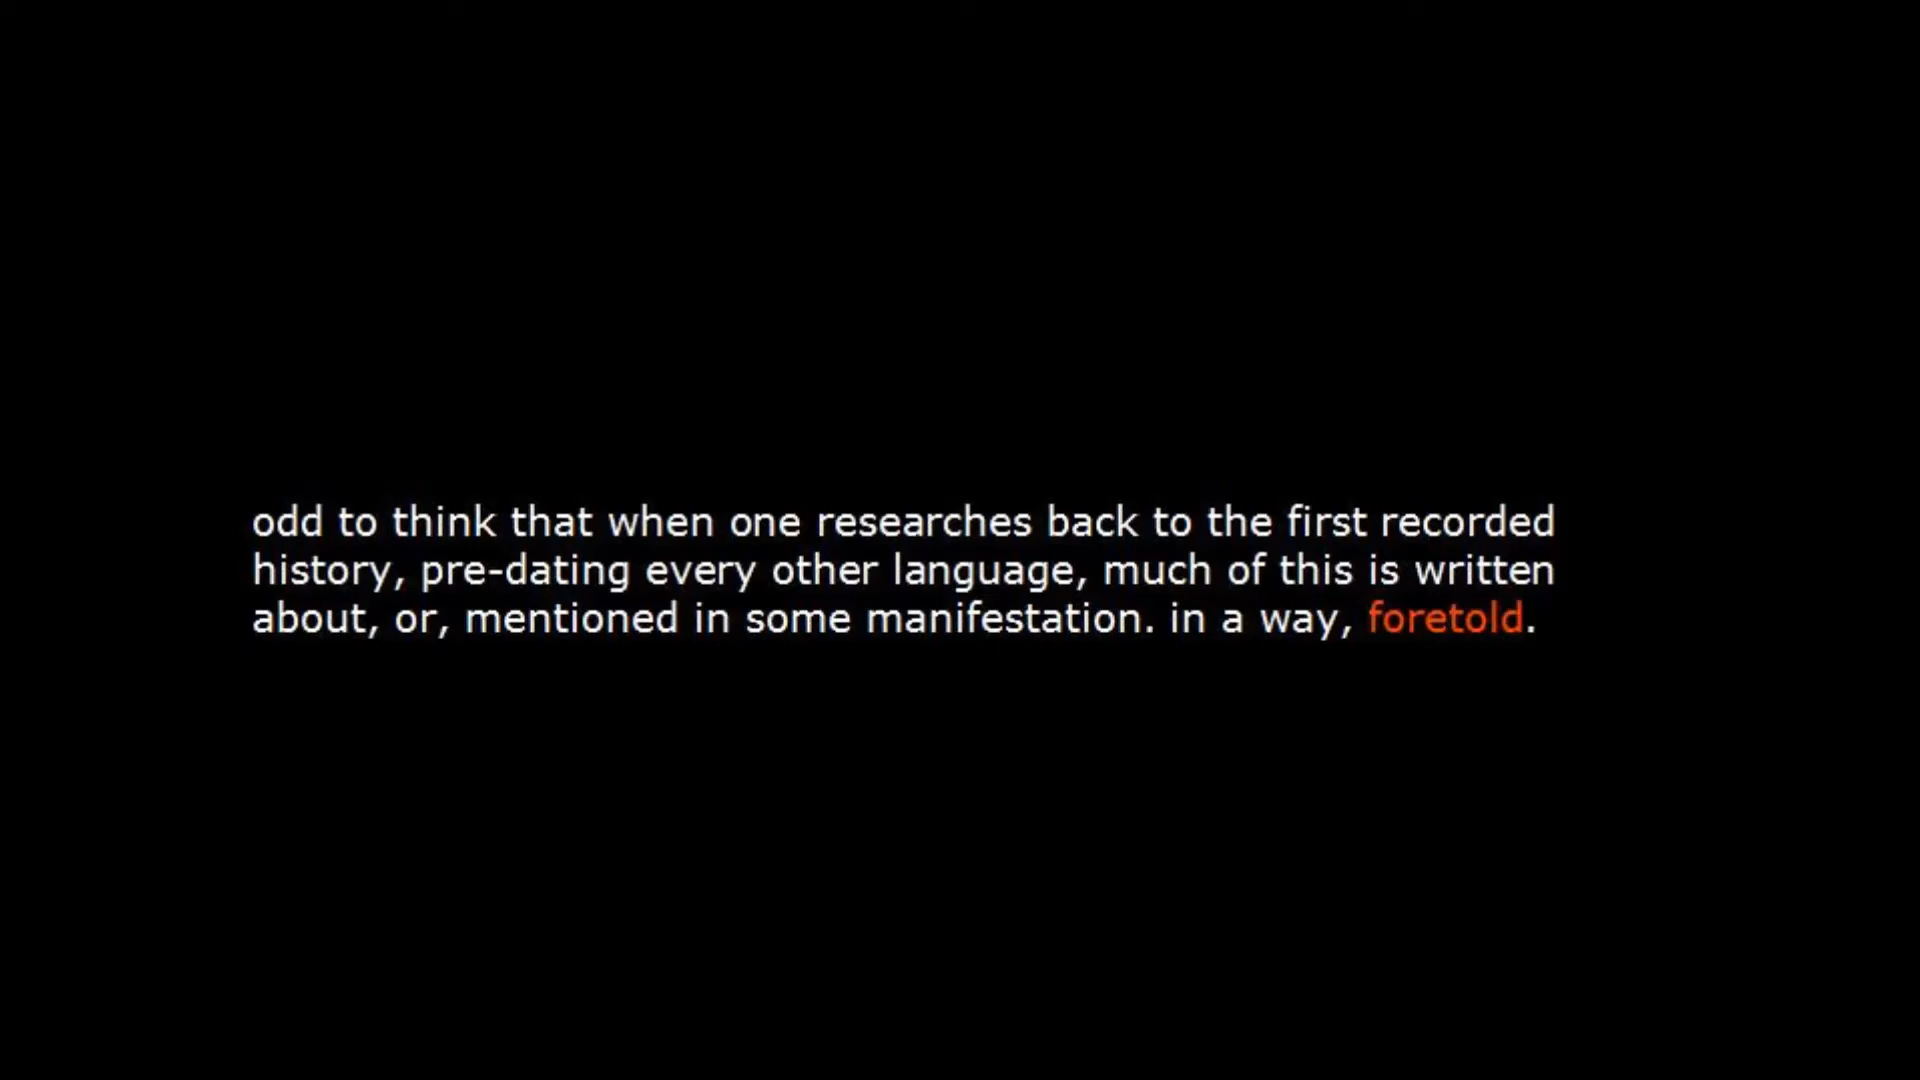 odd to think that when one researches back to the first recorded
history, pre-dating every other language, much of this is written
about, or, mentioned in some manifestation. in a way, foretold.